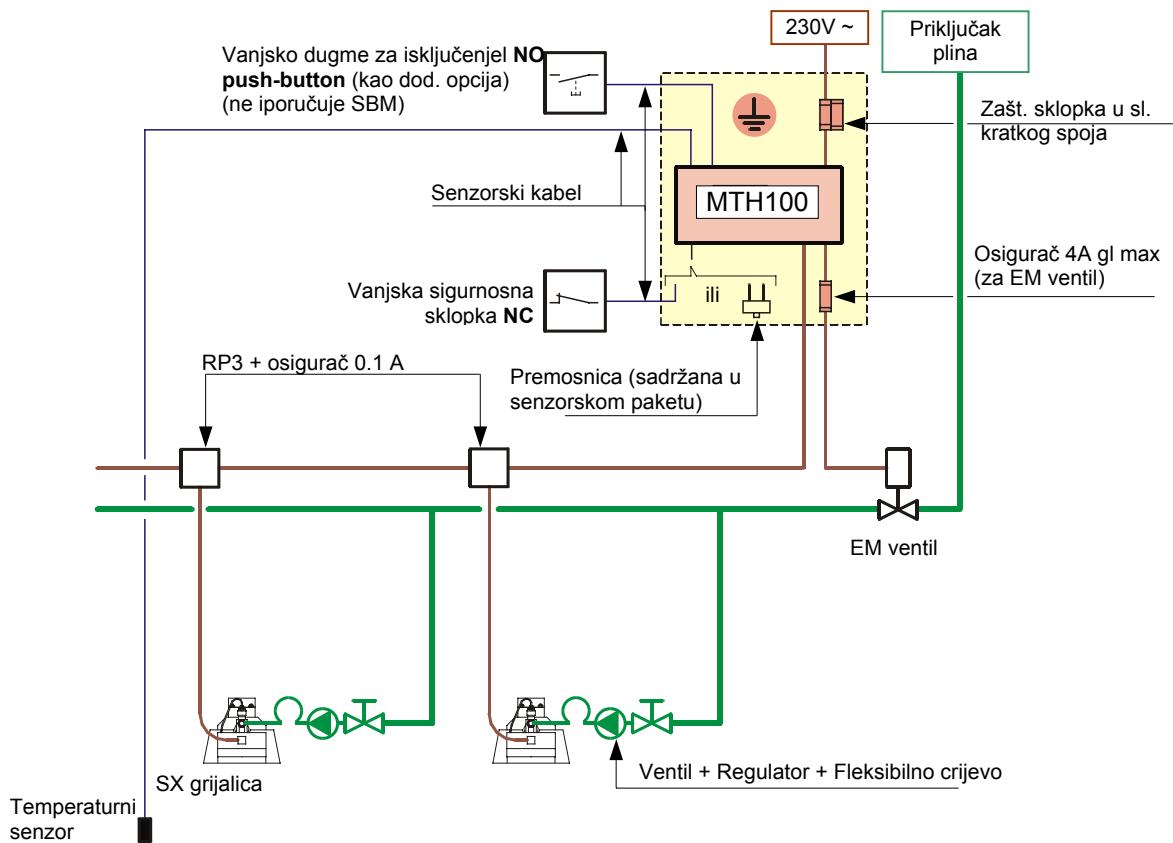 230V ~
Priključak
plina
Vanjsko dugme za isključenjel NO
push-button (kao dod. opcija)
(ne iporučuje SBM)
Zašt. sklopka u sl.
kratkog spoja
Senzorski kabel
MTH100
Osigurač 4A gl max
(za EM ventil)
Vanjska sigurnosna
sklopka NC
ili
RP3 + osigurač 0.1 A
Premosnica (sadržana u
senzorskom paketu)
EM ventil
SX grijalica
Ventil + Regulator + Fleksibilno crijevo
Temperaturni
senzor